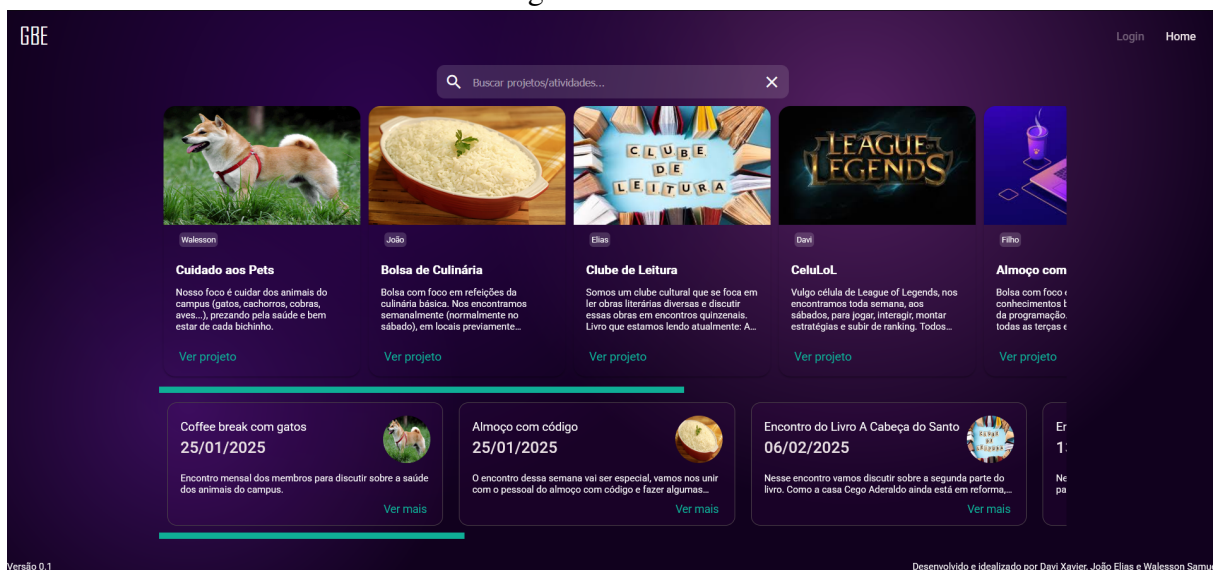 GBE
Login Home
Buscar projetos/atividades...
CLUBE
DE
LEITURA
LEAGUE OF
LEGENDS
Walesson
Cuidado aos Pets
Nosso foco é cuidar dos animais do
campus (gatos, cachorros, cobras,
aves...), prezando pela saúde e bem
estar de cada bichinho.
Ver projeto
João
Bolsa de Culinária
Bolsa com foco em refeições da
culinária básica. Nos encontramos
semanalmente (normalmente no
sábado), em locais previamente...
Ver projeto
Elias
Clube de Leitura
Somos um clube cultural que se foca em
ler obras literárias diversas e discutir
essas obras em encontros quinzenais.
Livro que estamos lendo atualmente: A...
Ver projeto
Davi
CeluLoL
Vulgo célula de League of Legends, nos
encontramos toda semana, aos
sábados, para jogar, interagir, montar
estratégias e subir de ranking. Todos...
Ver projeto
Filho
Almoço com
Bolsa com foco
conhecimentos
da programação.
todas as terças
Ver projeto
Coffee break com gatos
25/01/2025
Encontro mensal dos membros para discutir sobre a saúde
dos animais do campus.
Ver mais
Almoço com código
25/01/2025
O encontro dessa semana vai ser especial, vamos nos unir
com o pessoal do almoço com código e fazer algumas...
Ver mais
Encontro do Livro A Cabeça do Santo
06/02/2025
Nesse encontro vamos discutir sobre a segunda parte do
livro. Como a casa Cego Aderaldo ainda está em reforma,...
Ver mais
Versão 0.1
Desenvolvido e idealizado por Davi Xavier, João Elias e Walesson